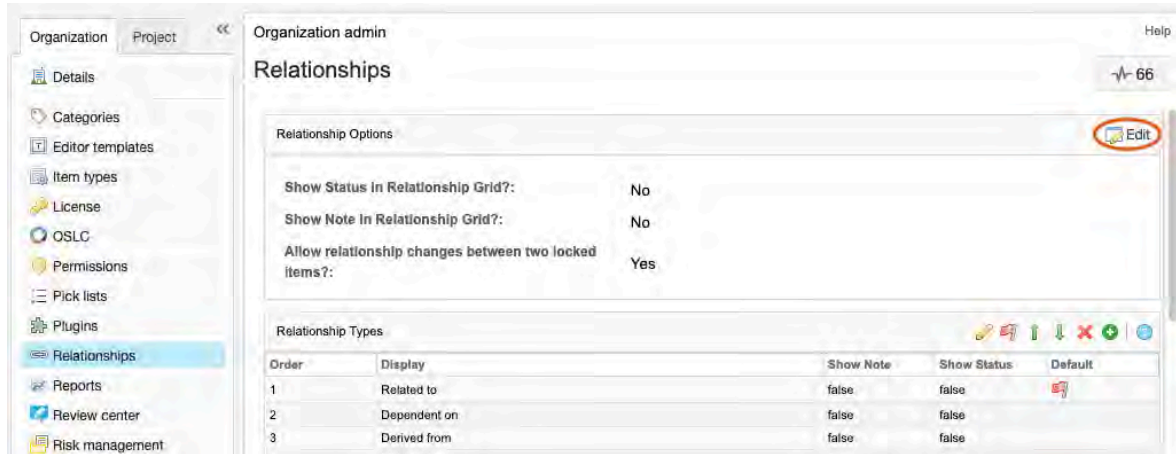 Organization
Project
Details
Categories
Editor templates
Item types
License
OSLC
Permissions
Pick lists
Plugins
Relationships
Reports
Review center
Risk management
Organization admin
Help
Relationships
66
Relationship Options
Edit
Show Status in Relationship Grid?: No
Show Note in Relationship Grid?: No
Allow relationship changes between two locked
items?: Yes
Relationship Types
Order Display Show Note Show Status Default
1 Related to false false
2 Dependent on false false
3 Derived from false false